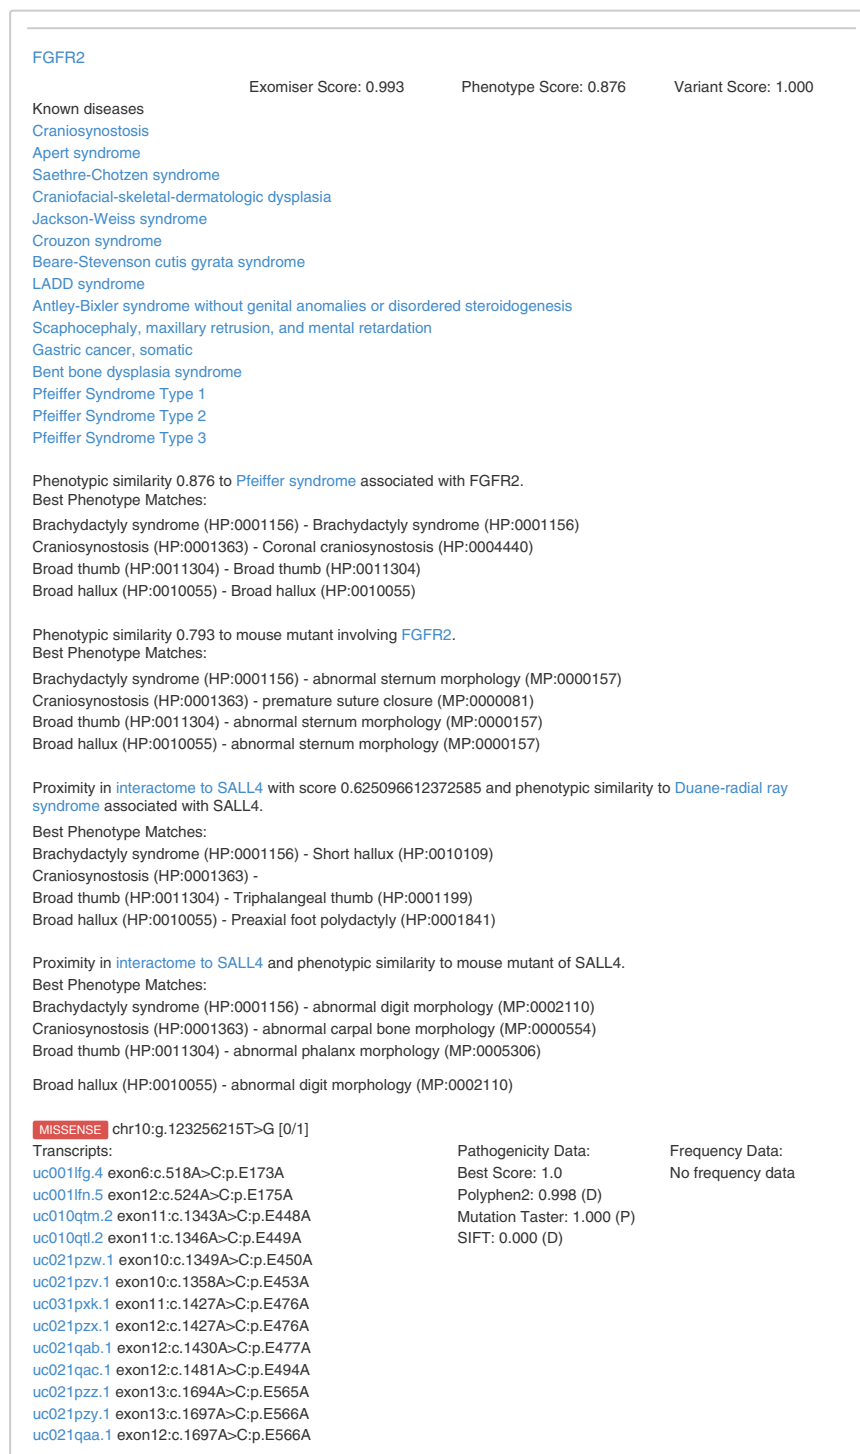 FGFR2
Exomiser Score: 0.993 Phenotype Score: 0.876 Variant Score: 1.000
Known diseases
Craniosynostosis
Apert syndrome
Saethre-Chotzen syndrome
Craniofacial-skeletal-dermatologic dysplasia
Jackson-Weiss syndrome
Crouzon syndrome
Beare-Stevenson cutis gyrata syndrome
LADD syndrome
Antley-Bixler syndrome without genital anomalies or disordered steroidogenesis
Scaphocephaly, maxillary retrusion, and mental retardation
Gastric cancer, somatic
Bent bone dysplasia syndrome
Pfeiffer Syndrome Type 1
Pfeiffer Syndrome Type 2
Pfeiffer Syndrome Type 3
Phenotypic similarity 0.876 to Pfeiffer syndrome associated with FGFR2.
Best Phenotype Matches:
Brachydactyly syndrome (HP:0001156) - Brachydactyly syndrome (HP:0001156)
Craniosynostosis (HP:0001363) - Coronal craniosynostosis (HP:0004440)
Broad thumb (HP:0011304) - Broad thumb (HP:0011304)
Broad hallux (HP:0010055) - Broad hallux (HP:0010055)
Phenotypic similarity 0.793 to mouse mutant involving FGFR2.
Best Phenotype Matches:
Brachydactyly syndrome (HP:0001156) - abnormal sternum morphology (MP:0000157)
Craniosynostosis (HP:0001363) - premature suture closure (MP:0000081)
Broad thumb (HP:0011304) - abnormal sternum morphology (MP:0000157)
Broad hallux (HP:0010055) - abnormal sternum morphology (MP:0000157)
Proximity in interactome to SALL4 with score 0.625096612372585 and phenotypic similarity to Duane-radial ray
syndrome associated with SALL4.
Best Phenotype Matches:
Brachydactyly syndrome (HP:0001156) - Short hallux (HP:0010109)
Craniosynostosis (HP:0001363) -
Broad thumb (HP:0011304) - Triphalangeal thumb (HP:0001199)
Broad hallux (HP:0010055) - Preaxial foot polydactyly (HP:0001841)
Proximity in interactome to SALL4 and phenotypic similarity to mouse mutant of SALL4.
Best Phenotype Matches:
Brachydactyly syndrome (HP:0001156) - abnormal digit morphology (MP:0002110)
Craniosynostosis (HP:0001363) - abnormal carpal bone morphology (MP:0000554)
Broad thumb (HP:0011304) - abnormal phalanx morphology (MP:0005306)
Broad hallux (HP:0010055) - abnormal digit morphology (MP:0002110)
MISSENSE chr10:g.123256215T>G [0/1]
Transcripts: Pathogenicity Data: Frequency Data:
uc001lfg.4 exon6:c.518A>C:p.E173A Best Score: 1.0 No frequency data
uc001lfn.5 exon12:c.524A>C:p.E175A Polyphen2: 0.998 (D)
uc010qtm.2 exon11:c.1343A>C:p.E448A Mutation Taster: 1.000 (P)
uc010qtl.2 exon11:c.1346A>C:p.E449A SIFT: 0.000 (D)
uc021pzw.1 exon10:c.1349A>C:p.E450A
uc021pzv.1 exon10:c.1358A>C:p.E453A
uc031pxk.1 exon11:c.1427A>C:p.E476A
uc021pzx.1 exon12:c.1427A>C:p.E476A
uc021qab.1 exon12:c.1430A>C:p.E477A
uc021qac.1 exon12:c.1481A>C:p.E494A
uc021pzz.1 exon13:c.1694A>C:p.E565A
uc021pzy.1 exon13:c.1697A>C:p.E566A
uc021qaa.1 exon12:c.1697A>C:p.E566A